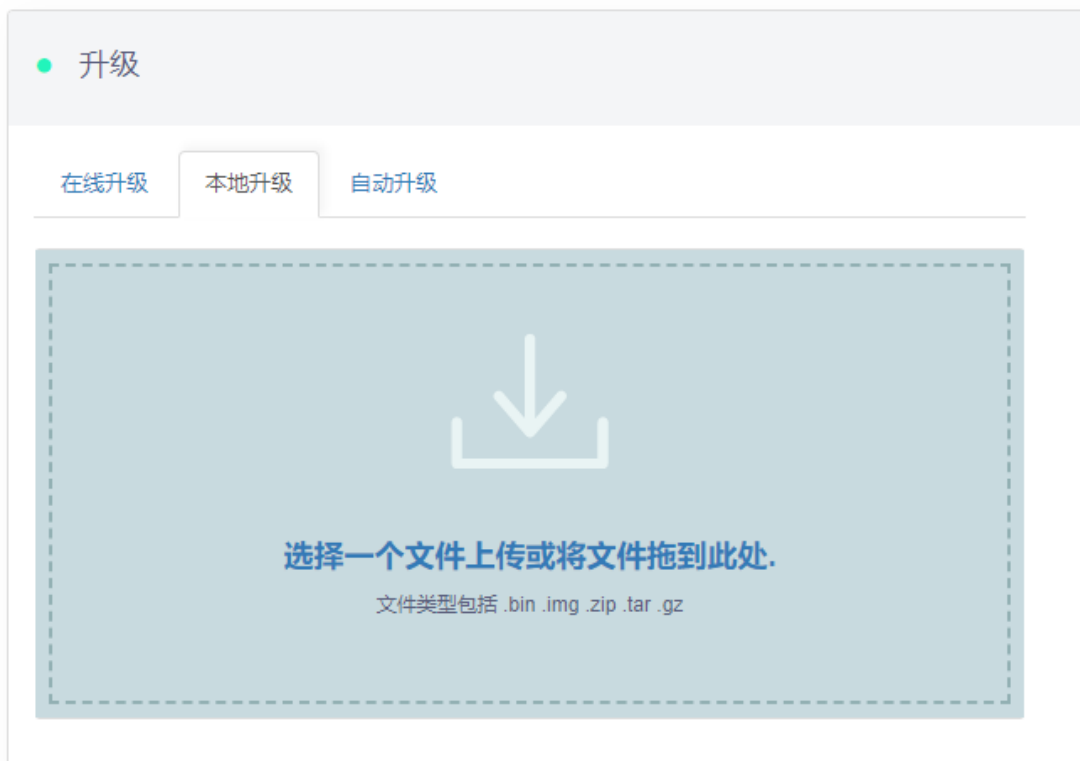 升级
在线升级 本地升级 自动升级
选择一个文件上传或将文件拖到此处.
文件类型包括 .bin .img .zip .tar .gz